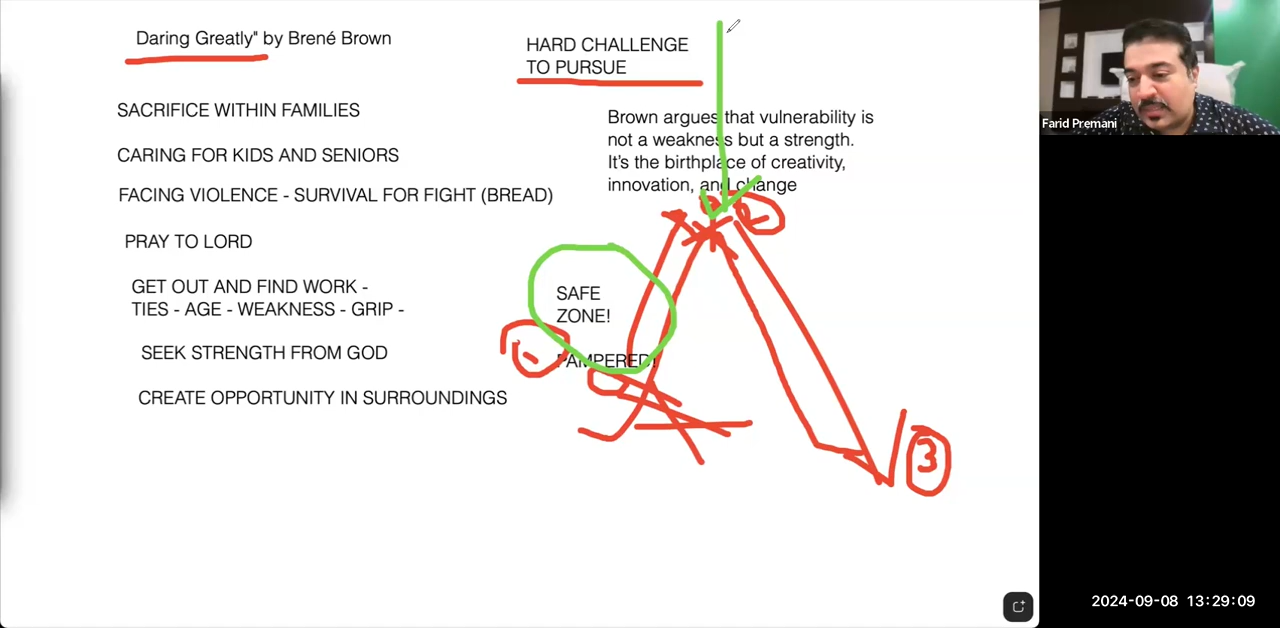 Daring Greatly" by Brené Brown
SACRIFICE WITHIN FAMILIES
CARING FOR KIDS AND SENIORS
FACING VIOLENCE - SURVIVAL FOR FIGHT (BREAD)
PRAY TO LORD
GET OUT AND FIND WORK -
TIES - AGE - WEAKNESS - GRIP -
SEEK STRENGTH FROM GOD
CREATE OPPORTUNITY IN SURROUNDINGS
HARD CHALLENGE
TO PURSUE
Brown argues that vulnerability is
not a weakness but a strength.
It's the birthplace of creativity,
innovation, and change
SAFE
ZONE!
PAMPERED!
2
3
Farid Premani
2024-09-08 13:29:09